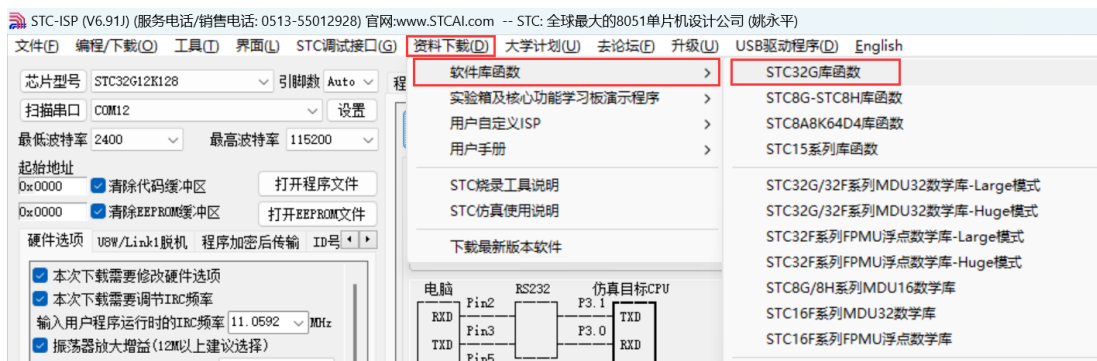 STC-ISP (V6.91J) (服务电话/销售电话: 0513-55012928) 官网:www.STCAI.com -- STC: 全球最大的8051单片机设计公司 (姚永平)
文件(F) 编程/下载(O) 工具(T) 界面(L) STC调试接口(G) 资料下载(D) 大学计划(U) 去论坛(F) 升级(U) USB驱动程序(D) English
芯片型号 STC32G12K128 引脚数 Auto 程
扫描串口 COM12 设置
最低波特率 2400 最高波特率 115200
起始地址
0x0000 清除代码缓冲区 打开程序文件
0x0000 清除EEPROM缓冲区 打开EEPROM文件
硬件选项 U8W/Link1脱机 程序加密后传输 ID号
本次下载需要修改硬件选项
本次下载需要调节IRC频率
输入用户程序运行时的IRC频率 11.0592 MHz
振荡器放大增益(12M以上建议选择)
软件库函数
实验箱及核心功能学习板演示程序
用户自定义ISP
用户手册
STC烧录工具说明
STC仿真使用说明
下载最新版本软件
电脑 RS232 仿真目标CPU
Pin2 P3.1
RXD TXD
Pin3 P3.0
TXD RXD
Pin5
STC32G库函数
STC8G-STC8H库函数
STC8A8K64D4库函数
STC15系列库函数
STC32G/32F系列MDU32数学库-Large模式
STC32G/32F系列MDU32数学库-Huge模式
STC32F系列FPMU浮点数学库-Large模式
STC32F系列FPMU浮点数学库-Huge模式
STC8G/8H系列MDU16数学库
STC16F系列MDU32数学库
STC16F系列FPMU浮点数学库